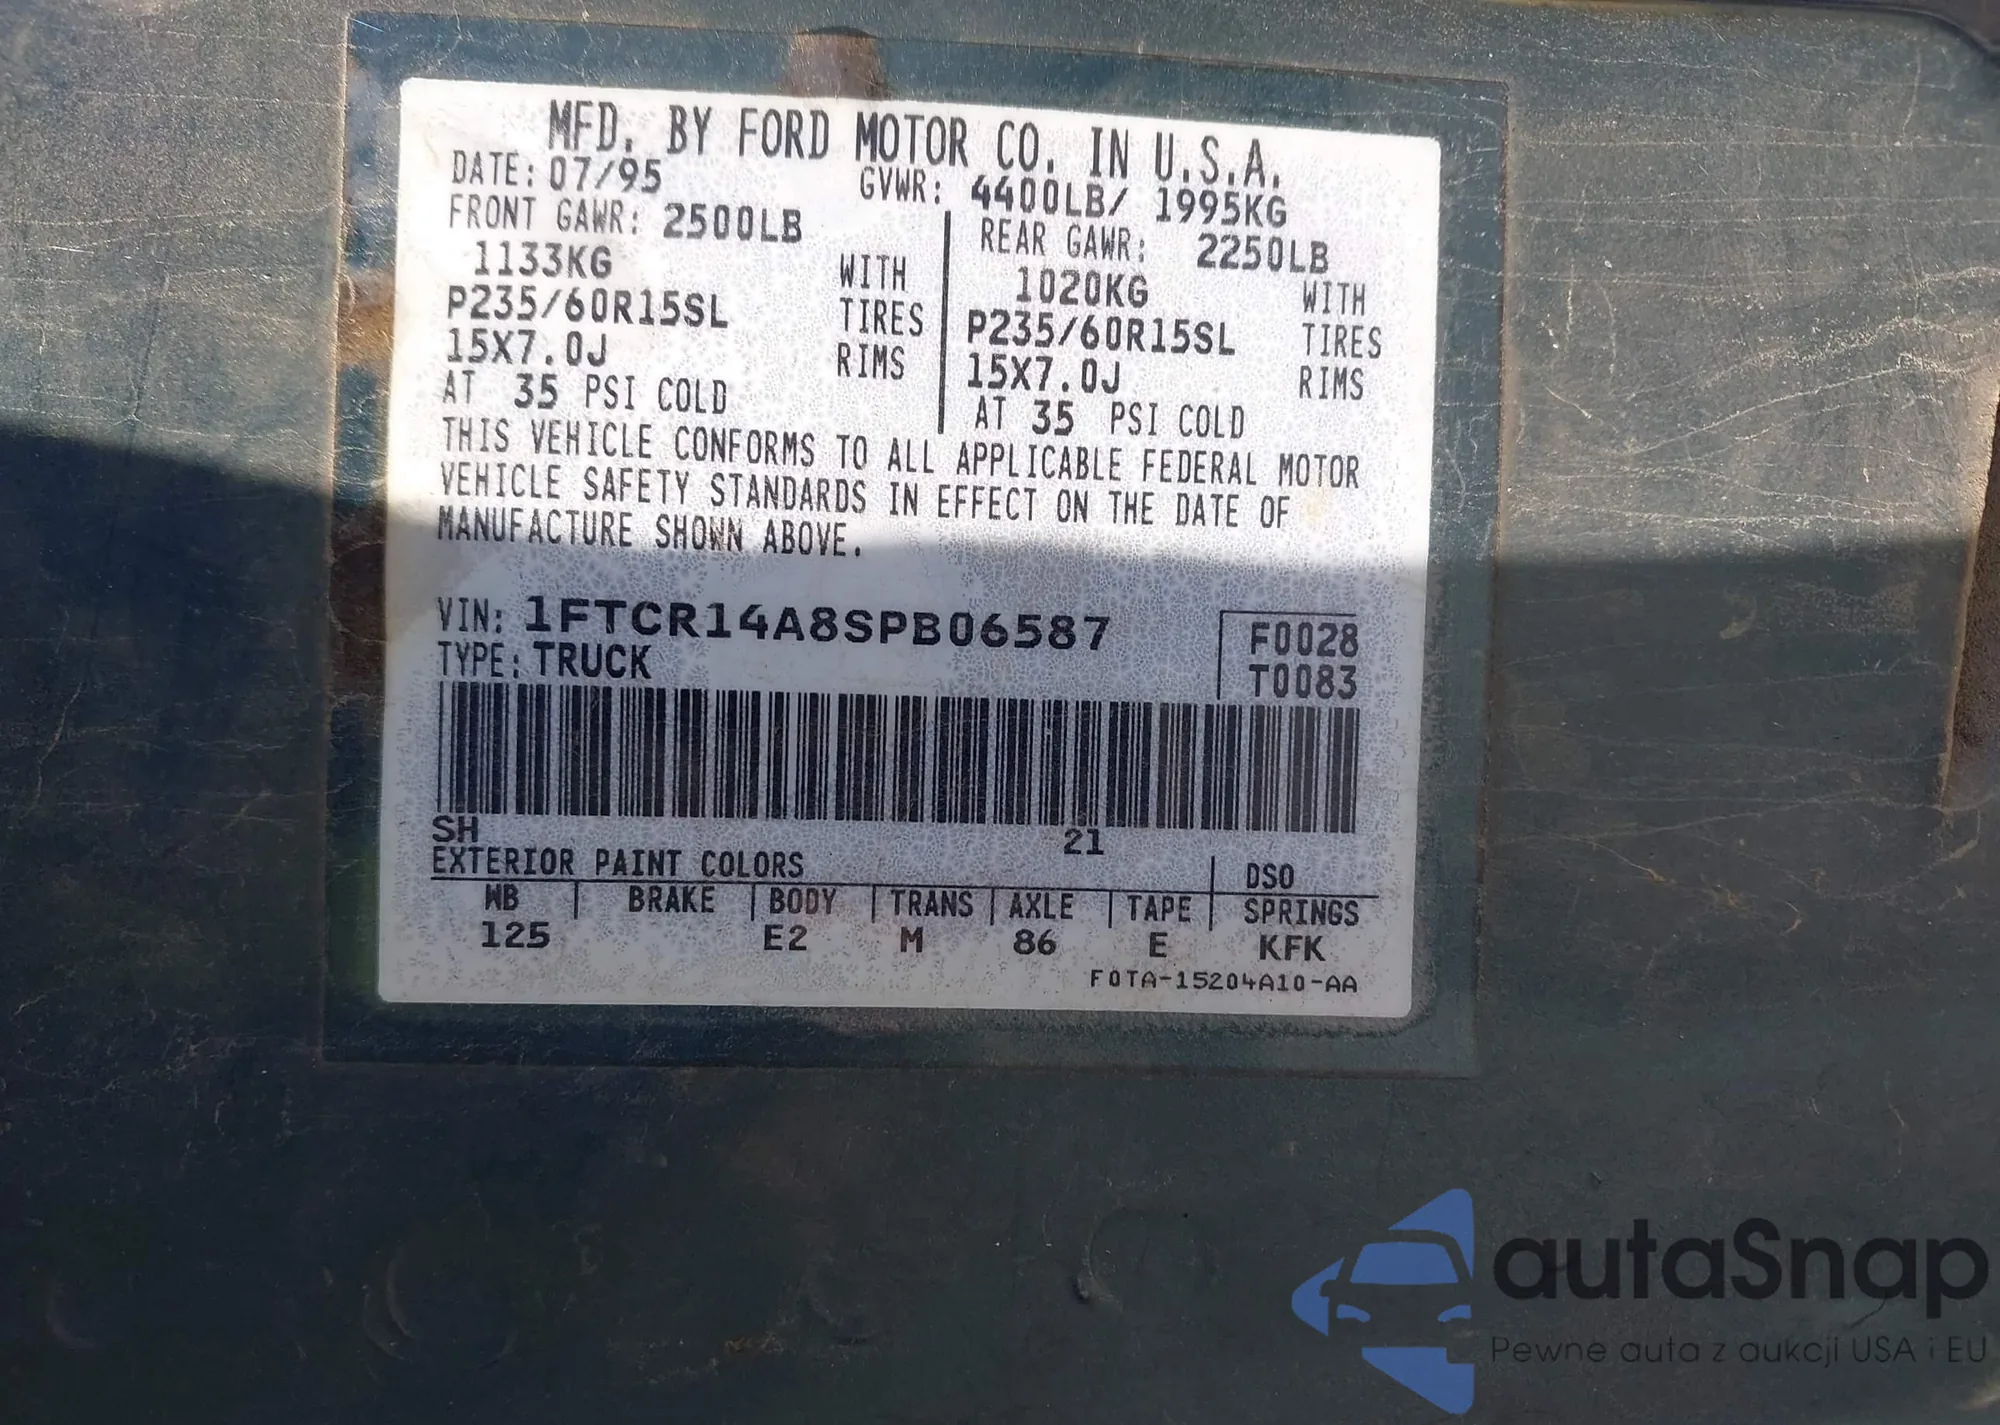 MFD. BY FORD MOTOR CO. IN U.S.A.
DATE: 07/95 GVWR: 4400LB/ 1995KG
FRONT GAWR: 2500LB REAR GAWR: 2250LB
1133KG WITH 1020KG WITH
P235/60R15SL TIRES P235/60R15SL TIRES
15X7.0J RIMS 15X7.0J RIMS
AT 35 PSI COLD AT 35 PSI COLD
THIS VEHICLE CONFORMS TO ALL APPLICABLE FEDERAL MOTOR
VEHICLE SAFETY STANDARDS IN EFFECT ON THE DATE OF
MANUFACTURE SHOWN ABOVE.
VIN: 1FTCR14A8SPB06587 F0028
TYPE: TRUCK T0083
SH 21
EXTERIOR PAINT COLORS DSO
WB BRAKE BODY TRANS AXLE TAPE SPRINGS
125 E2 M 86 E KFK
F0TA-15204A10-AA
autaSnap
Pewne auta z aukcji USA i EU